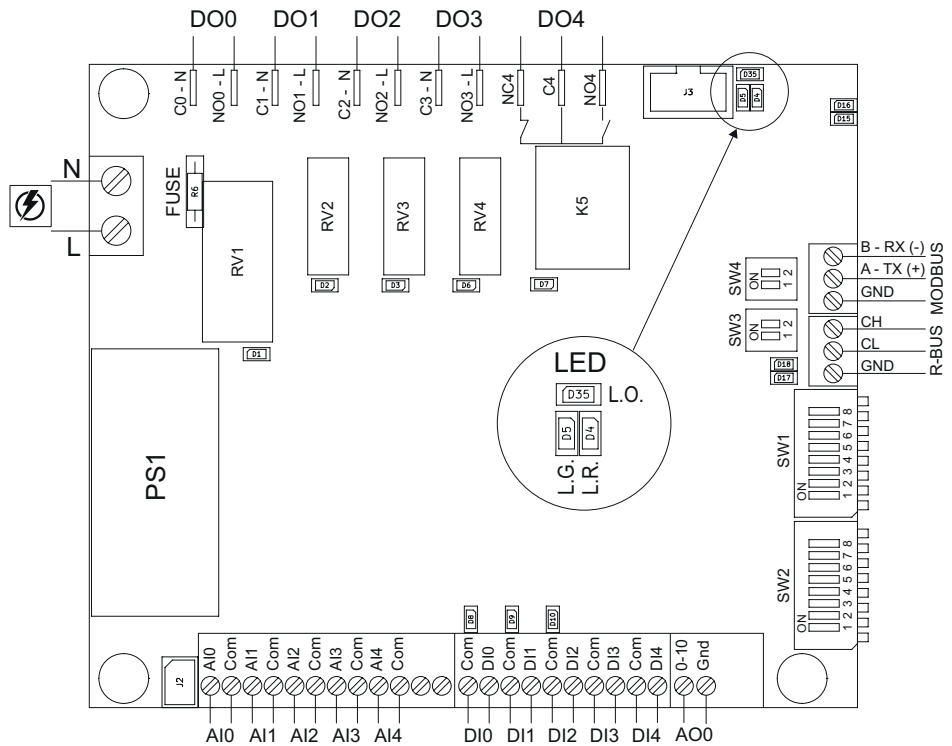 DO0 DO1 DO2 DO3 DO4
C0 - N NO0 - L C1 - N NO1 - L C2 - N NO2 - L C3 - N NO3 - L NC4 C4 NO4
J3
D35
D5 D4
D16
D15
N
L
FUSE
R6
RV1
RV2
RV3
RV4
K5
D2
D3
D6
D7
D1
SW4
ON
1 2
SW3
ON
1 2
B - RX (-)
A - TX (+)
GND
MODBUS
CH
CL
GND
R-BUS
D18
D17
LED
D35 L.O.
D5 D4
L.G. L.R.
PS1
SW1
ON
1 2 3 4 5 6 7 8
SW2
ON
1 2 3 4 5 6 7 8
D8 D9 D10
J2
AI0 Com AI1 Com AI2 Com AI3 Com AI4 Com
Com DI0 Com DI1 Com DI2 Com DI3 Com DI4
0-10 Gnd
AI0 AI1 AI2 AI3 AI4 DI0 DI1 DI2 DI3 DI4 AO0